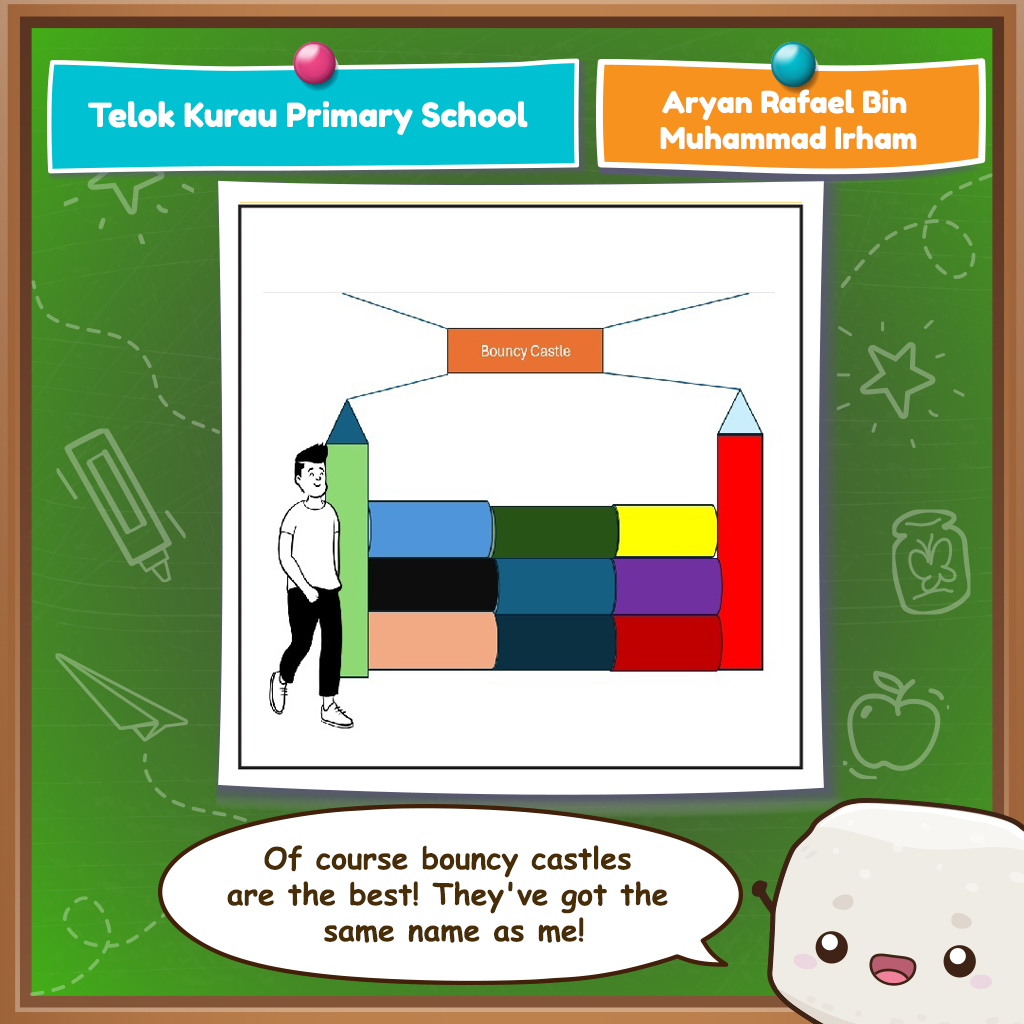 Telok Kurau Primary School
Aryan Rafael Bin
Muhammad Irham
Bouncy Castle
Of course bouncy castles
are the best! They've got the
same name as me!